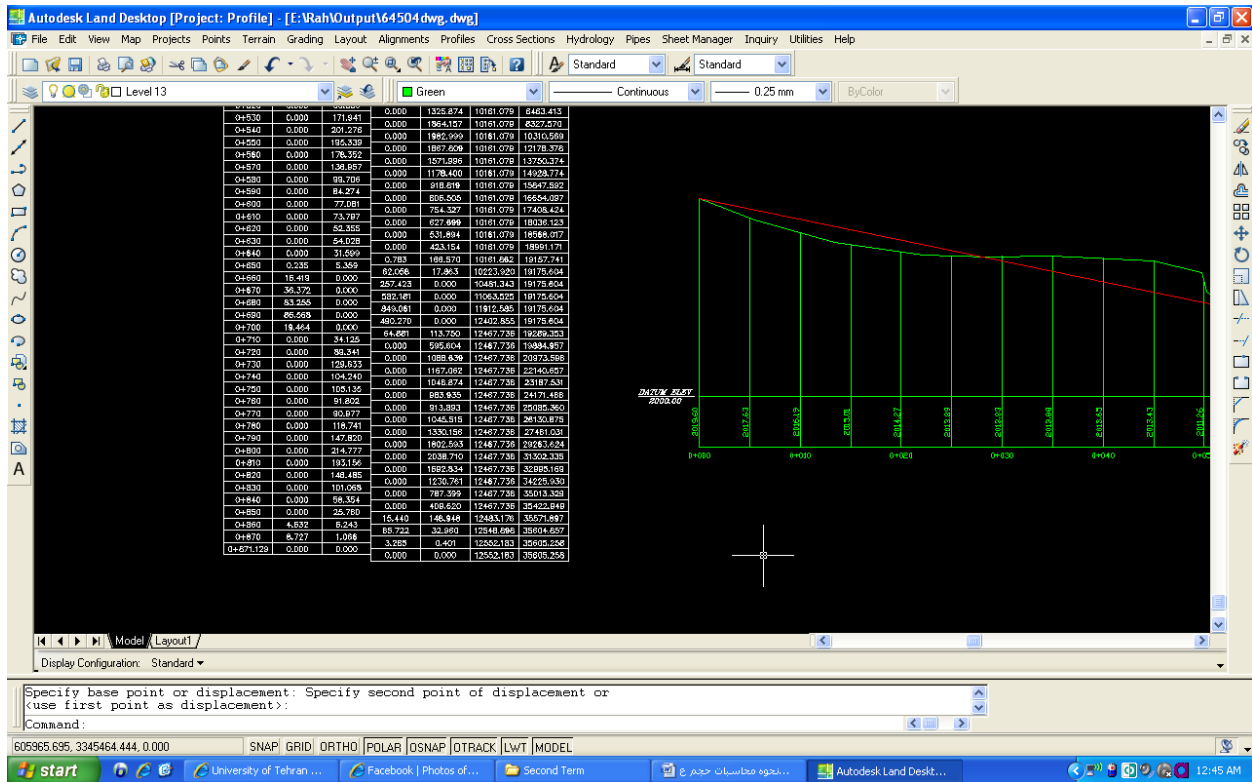 Autodesk Land Desktop [Project: Profile] - [E:\Rah\Output\64504dwg.dwg]
File Edit View Map Projects Points Terrain Grading Layout Alignments Profiles Cross Sections Hydrology Pipes Sheet Manager Inquiry Utilities Help
Standard Standard
Level 13 Green Continuous 0.25 mm ByColor
0+530 0.000 171.941
0.000 1325.874 10161.079 6463.413
0+540 0.000 201.276
0.000 1864.157 10161.079 8327.570
0+550 0.000 195.339
0.000 1982.999 10161.079 10310.569
0+560 0.000 178.352
0.000 1867.809 10161.079 12178.378
0+570 0.000 136.057
0.000 1571.996 10161.079 13750.374
0+580 0.000 99.706
0.000 1178.400 10161.079 14928.774
0+590 0.000 84.274
0.000 918.819 10161.079 15847.592
0+600 0.000 77.081
0.000 806.505 10161.079 16654.097
0+610 0.000 73.797
0.000 754.327 10161.079 17408.424
0+620 0.000 52.355
0.000 627.699 10161.079 18036.123
0+630 0.000 54.028
0.000 531.894 10161.079 18568.017
0+640 0.000 31.599
0.000 423.154 10161.079 18991.171
0+650 0.235 5.359
0.783 166.570 10161.862 19157.741
0+660 15.419 0.000
62.058 17.863 10223.920 19175.604
0+670 36.372 0.000
257.423 0.000 10481.343 19175.604
0+680 83.255 0.000
582.181 0.000 11063.525 19175.604
0+690 86.568 0.000
849.061 0.000 11912.585 19175.604
0+700 19.464 0.000
490.270 0.000 12402.855 19175.604
0+710 0.000 34.125
64.881 113.750 12467.736 19289.353
0+720 0.000 89.341
0.000 595.604 12467.736 19884.957
0+730 0.000 129.633
0.000 1088.639 12467.736 20973.596
0+740 0.000 104.240
0.000 1167.062 12467.736 22140.657
0+750 0.000 105.135
0.000 1046.874 12467.736 23187.531
0+760 0.000 91.802
0.000 983.935 12467.736 24171.466
0+770 0.000 90.977
0.000 913.893 12467.736 25085.360
0+780 0.000 118.741
0.000 1045.515 12467.736 26130.875
0+790 0.000 147.820
0.000 1330.156 12467.736 27461.031
0+800 0.000 214.777
0.000 1802.593 12467.736 29263.624
0+810 0.000 193.156
0.000 2038.710 12467.736 31302.335
0+820 0.000 146.485
0.000 1692.834 12467.736 32995.169
0+830 0.000 101.068
0.000 1230.761 12467.736 34225.930
0+840 0.000 58.354
0.000 787.399 12467.736 35013.329
0+850 0.000 25.780
0.000 409.620 12467.736 35422.949
0+860 4.632 6.243
15.440 148.948 12483.176 35571.897
0+870 8.727 1.066
65.722 32.960 12548.898 35604.857
0+871.129 0.000 0.000
3.285 0.401 12552.183 35605.258
0.000 0.000 12552.183 35605.258
DATUM ELEV
2000.00
2019.60 2017.63 2016.19 2014.27 2013.43 2011.26
0+000 0+010 0+020 0+030 0+040
Model Layout1
Display Configuration: Standard
Specify base point or displacement: Specify second point of displacement or
<use first point as displacement>:
Command:
605965.695, 3345464.444, 0.000 SNAP GRID ORTHO POLAR OSNAP OTRACK LWT MODEL
start University of Tehran ... Facebook | Photos of... Second Term نحوه محاسبات حجم ع... Autodesk Land Deskt... 12:45 AM